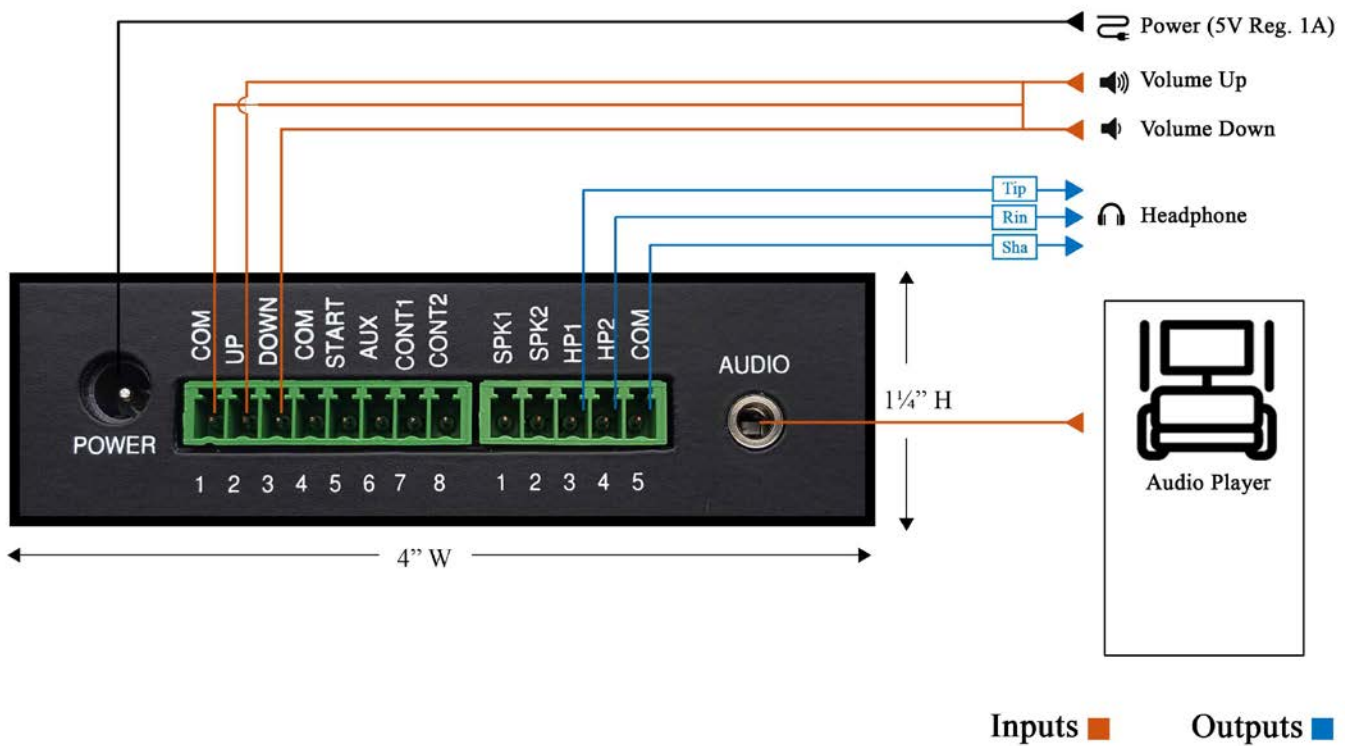 Power (5V Reg. 1A)
Volume Up
Volume Down
Tip
Rin
Headphone
Sha
COM
UP
DOWN
COM
START
AUX
CONT1
CONT2
SPK1
SPK2
HP1
HP2
COM
AUDIO
POWER
1 2 3 4 5 6 7 8
1 2 3 4 5
1¼” H
Audio Player
4” W
Inputs
Outputs